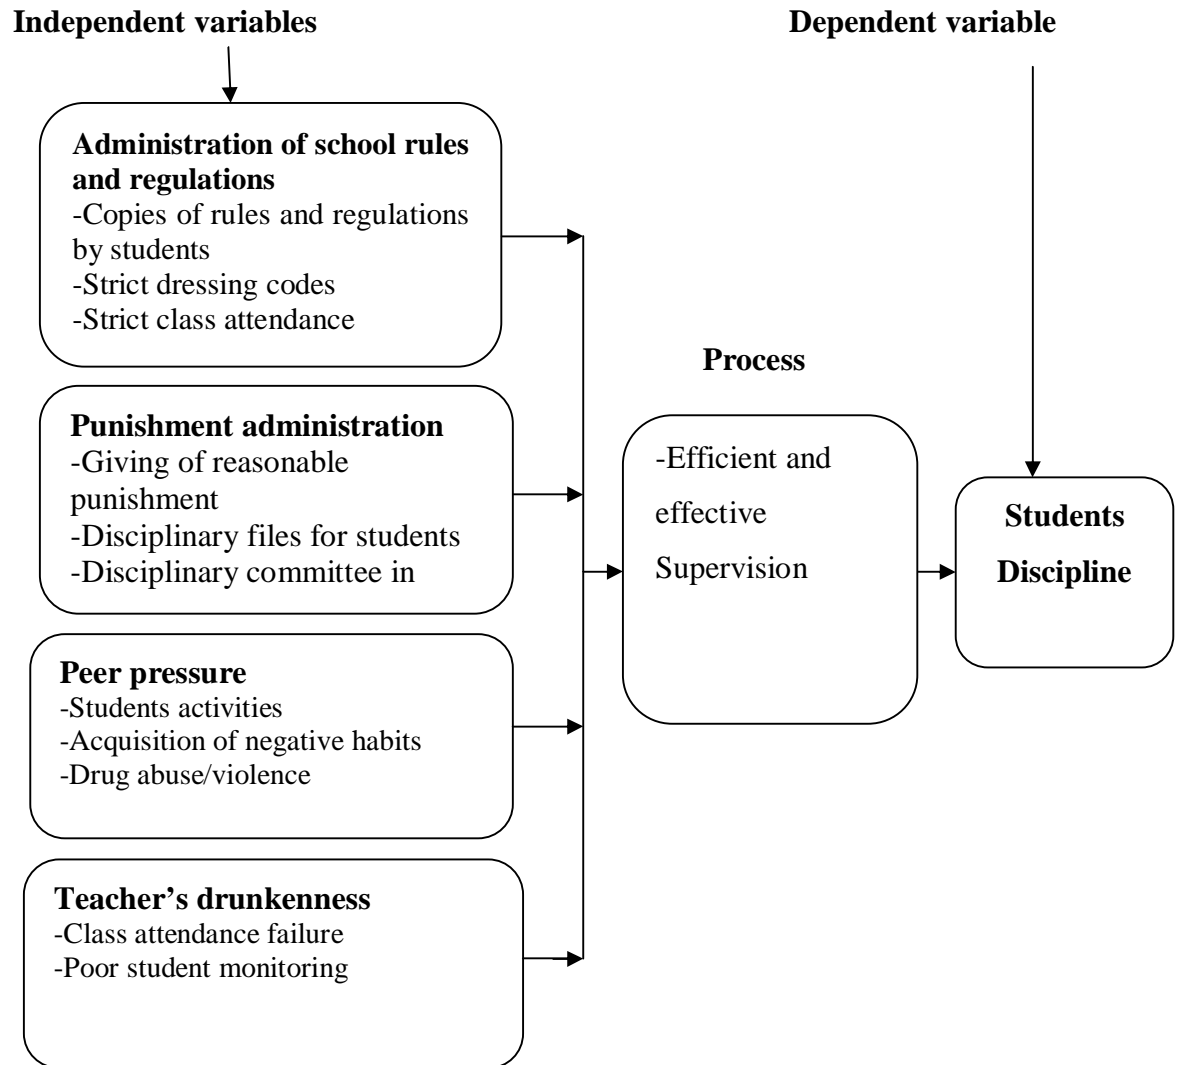 Independent variables
Dependent variable
Administration of school rules
and regulations
-Copies of rules and regulations
by students
-Strict dressing codes
-Strict class attendance
Punishment administration
-Giving of reasonable
punishment
-Disciplinary files for students
-Disciplinary committee in
Peer pressure
-Students activities
-Acquisition of negative habits
-Drug abuse/violence
Teacher’s drunkenness
-Class attendance failure
-Poor student monitoring
Process
-Efficient and
effective
Supervision
Students
Discipline